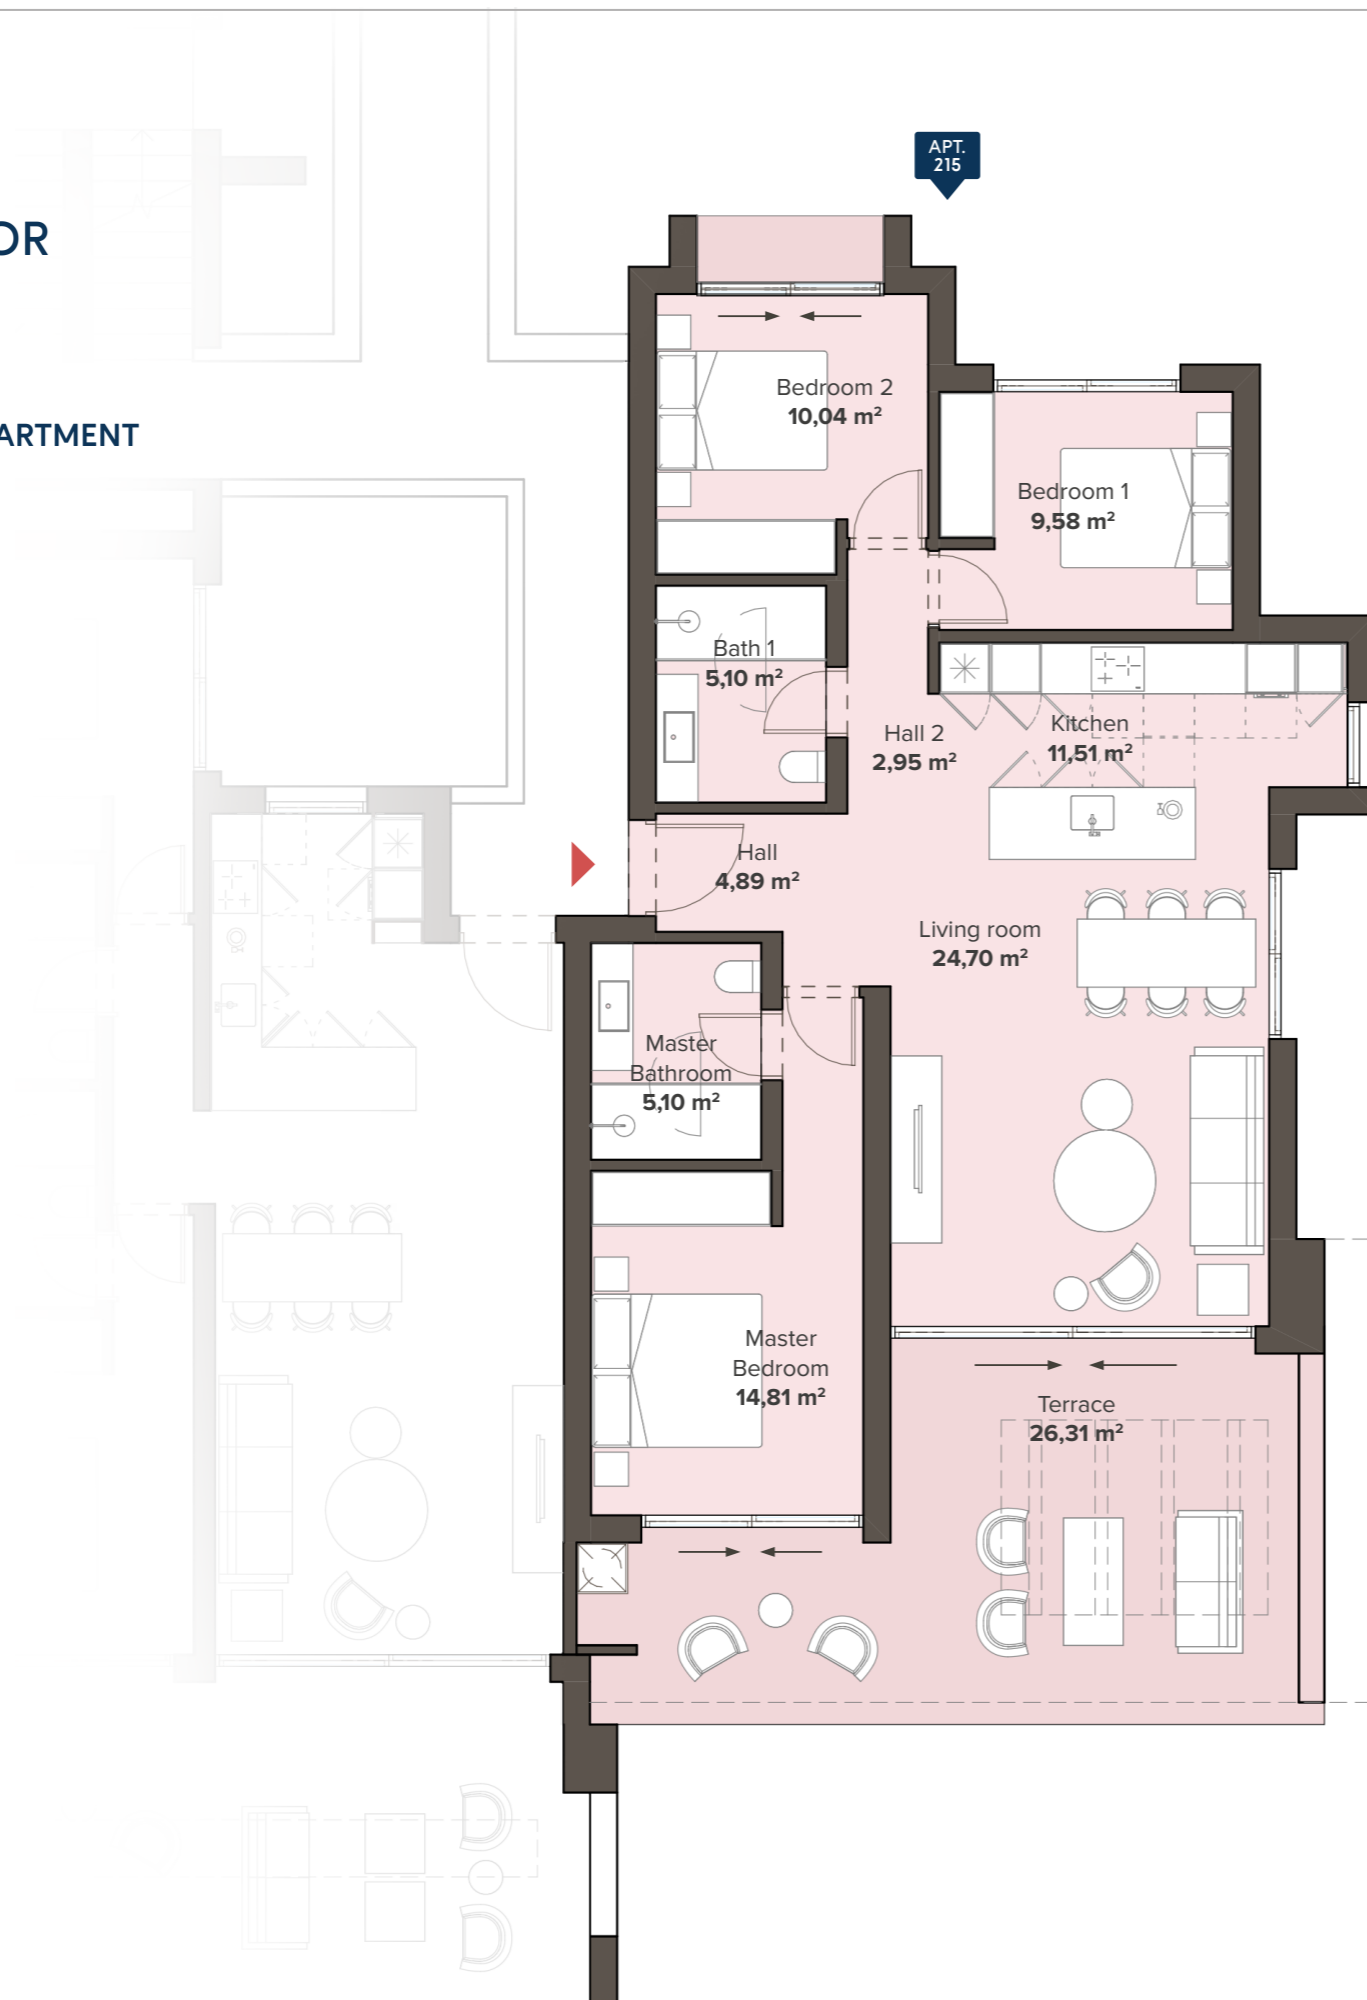 APT.
215
OR
ARTMENT
Bedroom 2
10,04 m²
Bedroom 1
9,58 m²
Bath 1
5,10 m²
Hall 2
2,95 m²
Kitchen
11,51 m²
Hall
4,89 m²
Living room
24,70 m²
Master
Bathroom
5,10 m²
Master
Bedroom
14,81 m²
Terrace
26,31 m²